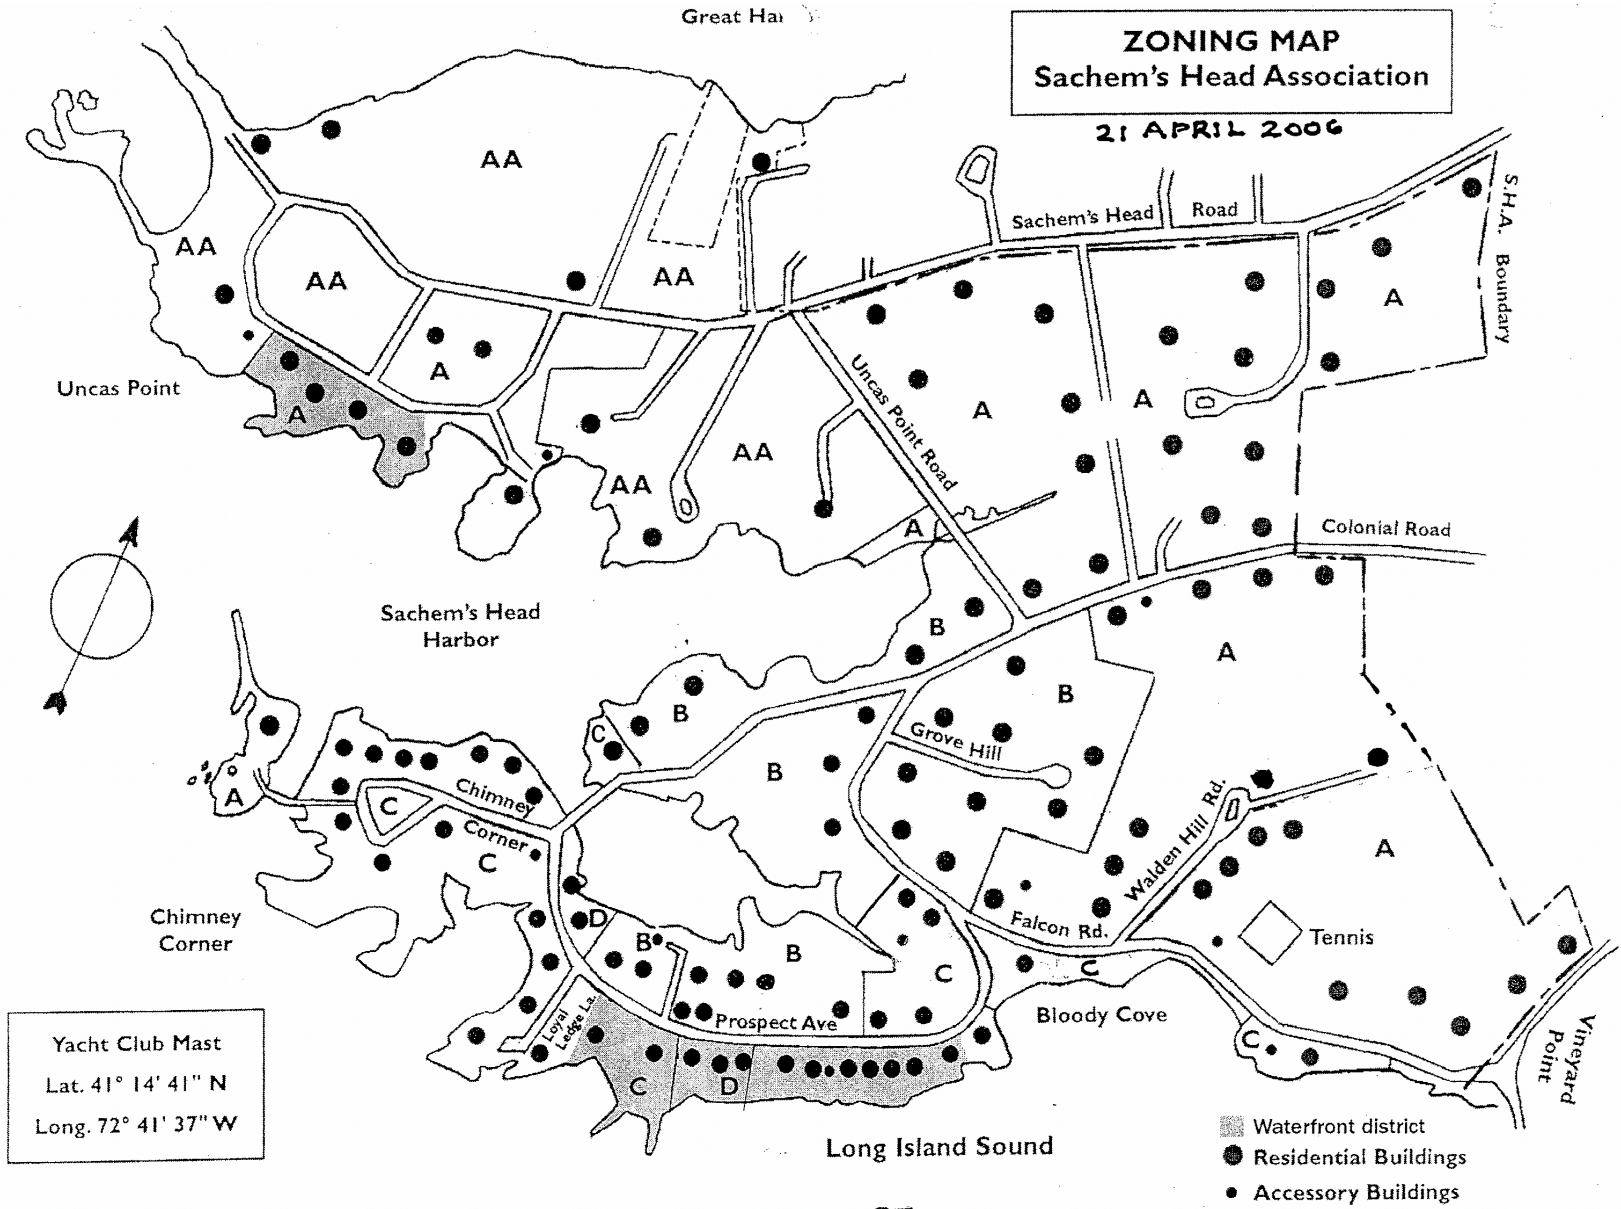 Great Ha
ZONING MAP
Sachem's Head Association
21 APRIL 2006
AA
AA
AA
AA
A
A
Uncas Point
AA
AA
A
Sachem's Head Road
S.H.A. Boundary
A
A
A
Uncas Point Road
Colonial Road
Sachem's Head
Harbor
B
A
B
B
C
B
Grove Hill
A
C
Chimney
Corner
C
Walden Hill Rd.
A
Chimney
Corner
D
B
B
C
Falcon Rd.
C
Tennis
Loyal
Ledge La.
Prospect Ave
Bloody Cove
C
Vineyard
Point
C
D
Yacht Club Mast
Lat. 41° 14' 41" N
Long. 72° 41' 37" W
Long Island Sound
Waterfront district
Residential Buildings
Accessory Buildings